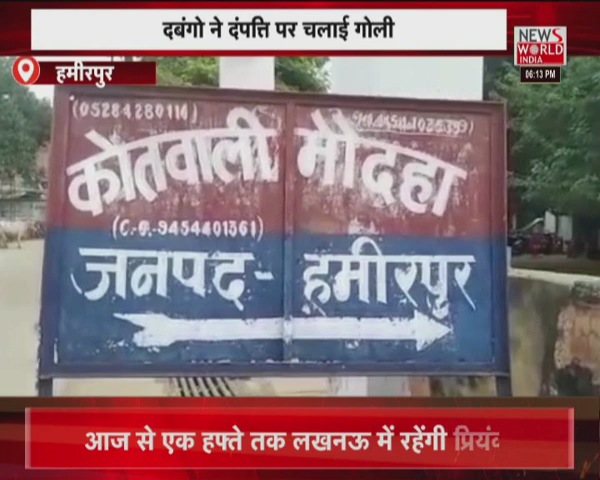 दबंगो ने दंपत्ति पर चलाई गोली
NEWS
WORLD
INDIA
06:13 PM
हमीरपुर
(05284280114)
कोतवाली मौदहा
(C.G.-9454401361)
जनपद - हमीरपुर
आज से एक हफ्ते तक लखनऊ में रहेंगी